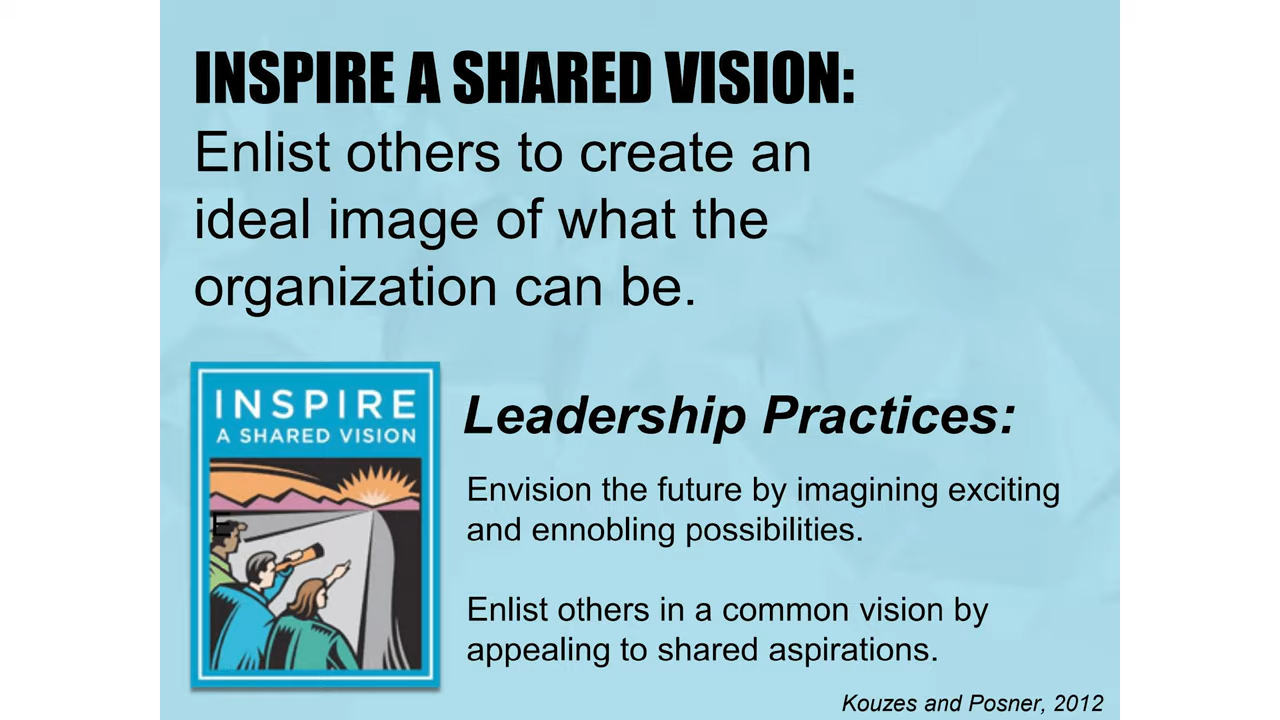 INSPIRE A SHARED VISION:
Enlist others to create an
ideal image of what the
organization can be.
INSPIRE
A SHARED VISION
E
Leadership Practices:
Envision the future by imagining exciting
and ennobling possibilities.
Enlist others in a common vision by
appealing to shared aspirations.
Kouzes and Posner, 2012